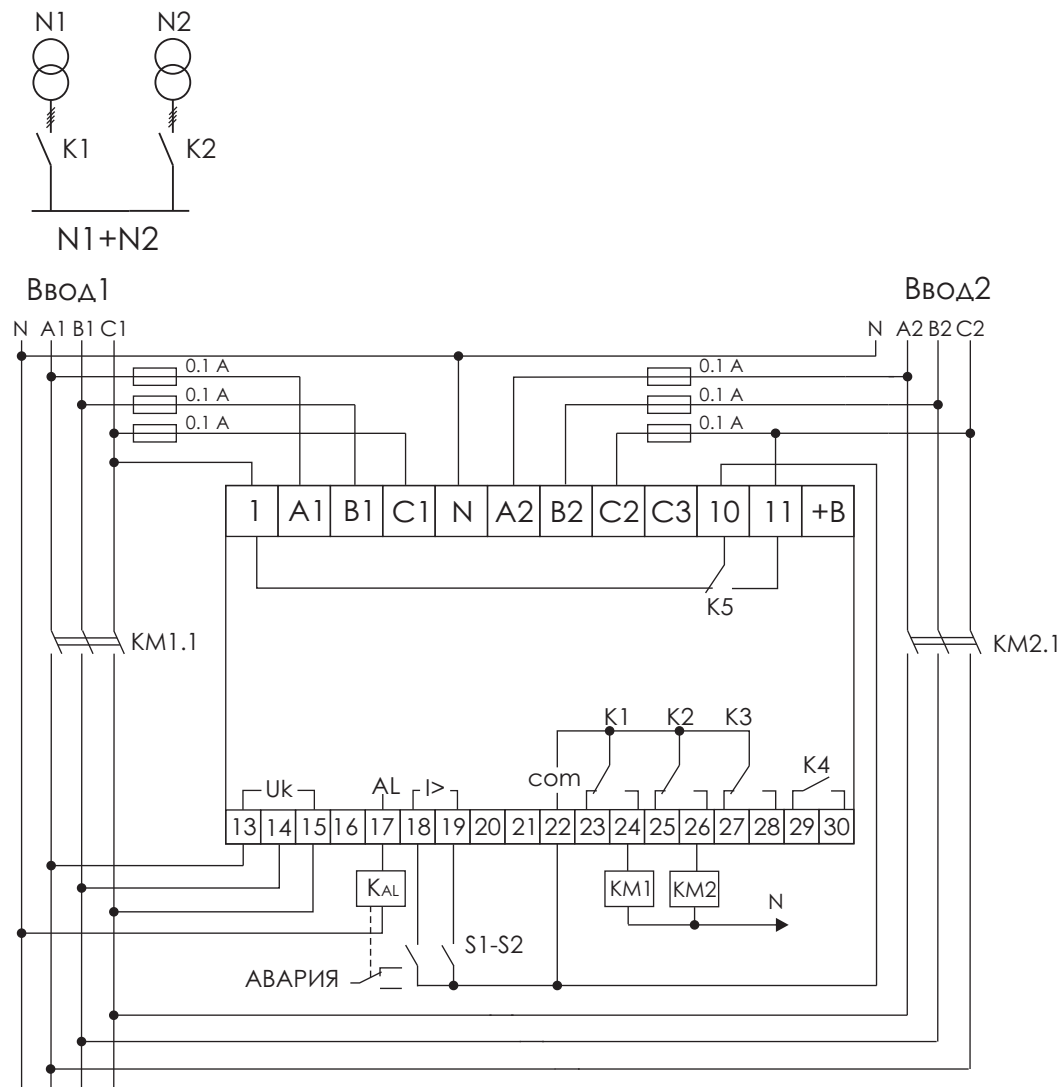 N1 N2
K1 K2
N1+N2
Ввод1 Ввод2
N A1 B1 C1 N A2 B2 C2
0.1 A 0.1 A
0.1 A 0.1 A
0.1 A 0.1 A
1 A1 B1 C1 N A2 B2 C2 C3 10 11 +B
K5
KM1.1 KM2.1
K1 K2 K3
Uk AL I> com K4
13 14 15 16 17 18 19 20 21 22 23 24 25 26 27 28 29 30
KAL KM1 KM2 N
S1-S2
АВАРИЯ